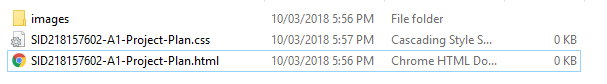 images 10/03/2018 5:56 PM File folder
SID218157602-A1-Project-Plan.css 10/03/2018 5:57 PM Cascading Style S... 0 KB
SID218157602-A1-Project-Plan.html 10/03/2018 5:56 PM Chrome HTML Do... 0 KB